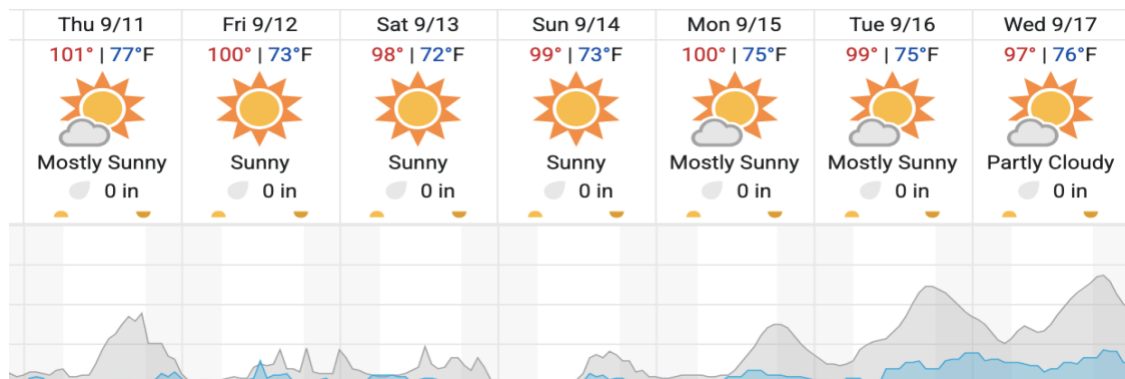 Thu 9/11 Fri 9/12 Sat 9/13 Sun 9/14 Mon 9/15 Tue 9/16 Wed 9/17
101° | 77°F 100° | 73°F 98° | 72°F 99° | 73°F 100° | 75°F 99° | 75°F 97° | 76°F
Mostly Sunny Sunny Sunny Sunny Mostly Sunny Mostly Sunny Partly Cloudy
0 in 0 in 0 in 0 in 0 in 0 in 0 in